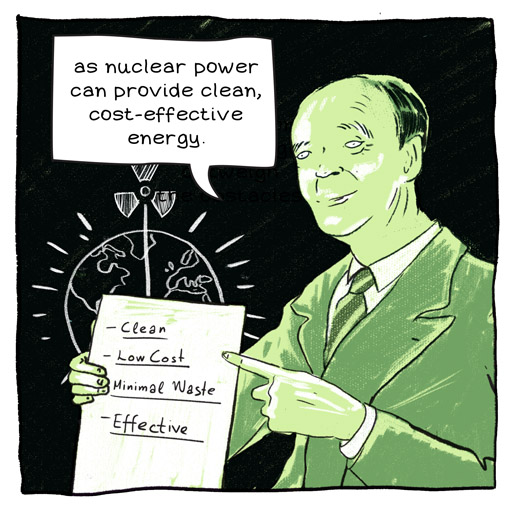 as nuclear power
can provide clean,
cost-effective
energy.
- Clean
- Low Cost
Minimal Waste
- Effective